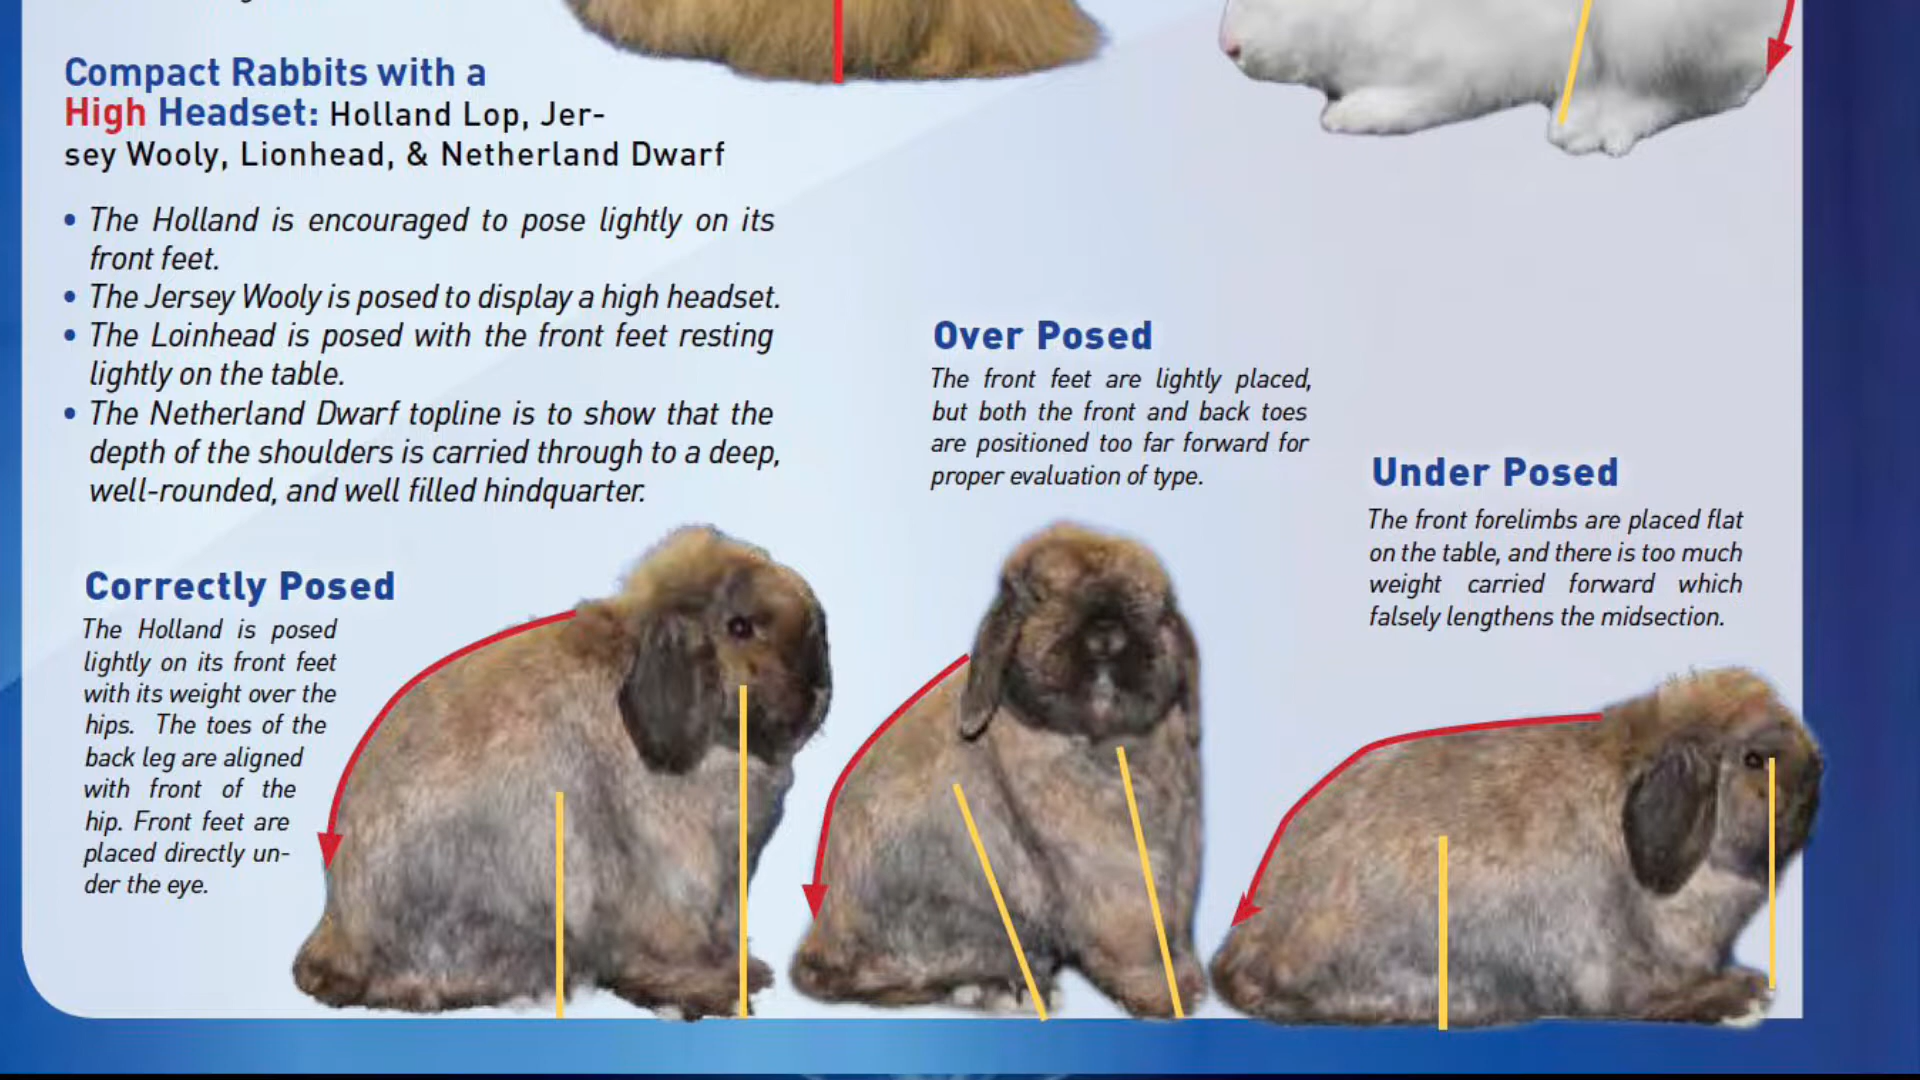 Compact Rabbits with a
High Headset: Holland Lop, Jer-
sey Wooly, Lionhead, & Netherland Dwarf
• The Holland is encouraged to pose lightly on its
front feet.
• The Jersey Wooly is posed to display a high headset.
• The Loinhead is posed with the front feet resting
lightly on the table.
• The Netherland Dwarf topline is to show that the
depth of the shoulders is carried through to a deep,
well-rounded, and well filled hindquarter.
Correctly Posed
The Holland is posed
lightly on its front feet
with its weight over the
hips. The toes of the
back leg are aligned
with front of the
hip. Front feet are
placed directly un-
der the eye.
Over Posed
The front feet are lightly placed,
but both the front and back toes
are positioned too far forward for
proper evaluation of type.
Under Posed
The front forelimbs are placed flat
on the table, and there is too much
weight carried forward which
falsely lengthens the midsection.